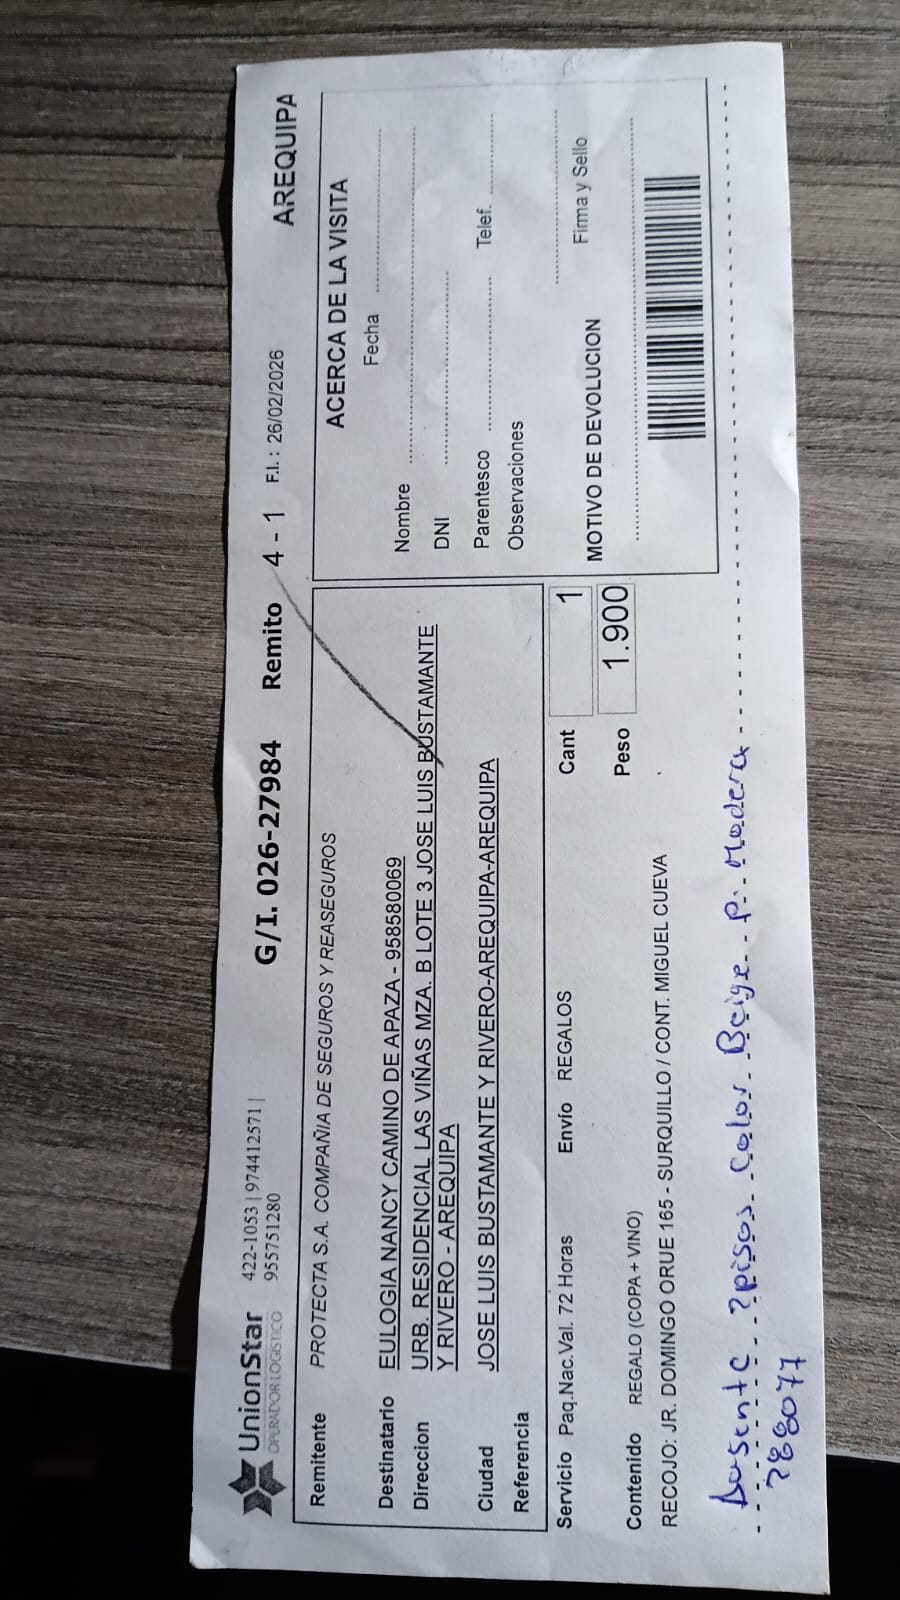 UnionStar
OPERADOR LOGÍSTICO
422-1053 | 974412571 |
955751280
G/I. 026-27984 Remito 4 - 1 F.I.: 26/02/2026 AREQUIPA
Remitente PROTECTA S.A. COMPAÑIA DE SEGUROS Y REASEGUROS
Destinatario EULOGIA NANCY CAMINO DE APAZA - 958580069
Direccion URB. RESIDENCIAL LAS VIÑAS MZA. B LOTE 3 JOSE LUIS BUSTAMANTE
Y RIVERO - AREQUIPA
Ciudad JOSE LUIS BUSTAMANTE Y RIVERO-AREQUIPA-AREQUIPA
Referencia
Servicio Paq.Nac.Val. 72 Horas Envío REGALOS Cant 1
Peso 1.900
Contenido REGALO (COPA + VINO)
RECOJO: JR. DOMINGO ORUE 165 - SURQUILLO / CONT. MIGUEL CUEVA
ACERCA DE LA VISITA
Fecha
Nombre
DNI
Parentesco Telef.
Observaciones
Firma y Sello
MOTIVO DE DEVOLUCION
Ausente 2pisos Color Beige P. Madera
288077